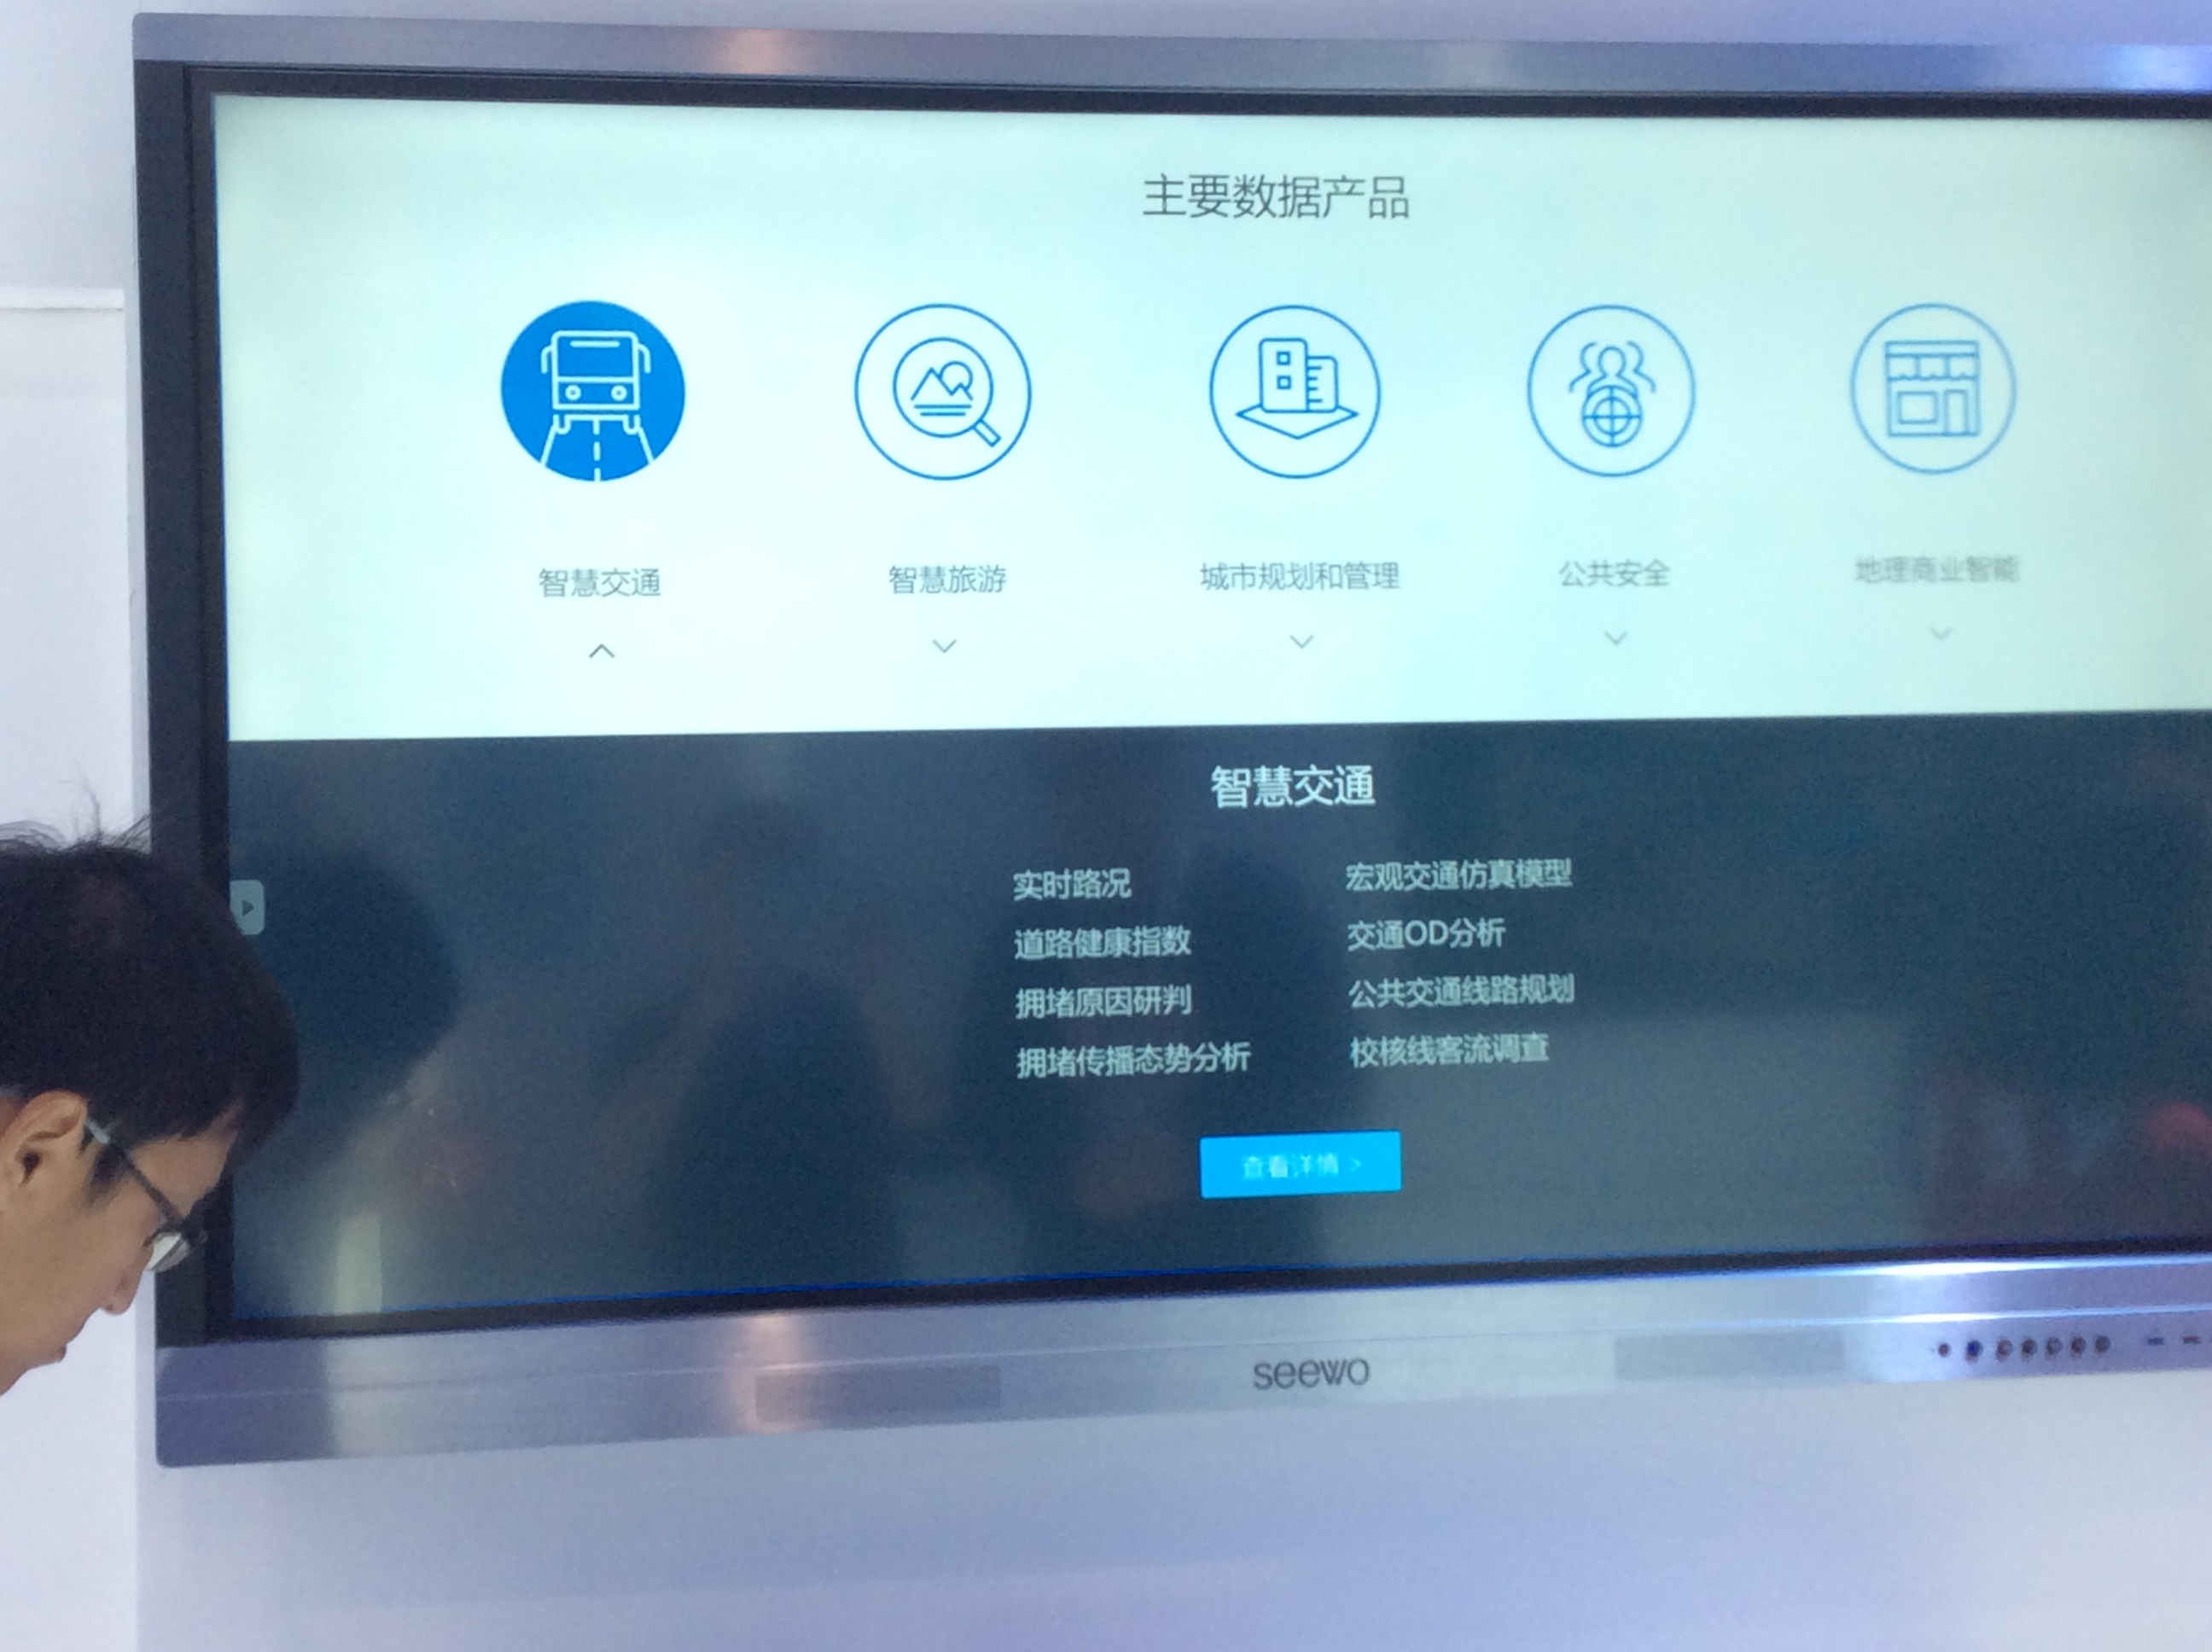 主要数据产品
智慧交通
智慧旅游
城市规划和管理
公共安全
地理商业智能
智慧交通
实时路况
宏观交通仿真模型
道路健康指数
交通OD分析
拥堵原因研判
公共交通线路规划
拥堵传播态势分析
校核线客流调查
查看详情 >
seewo